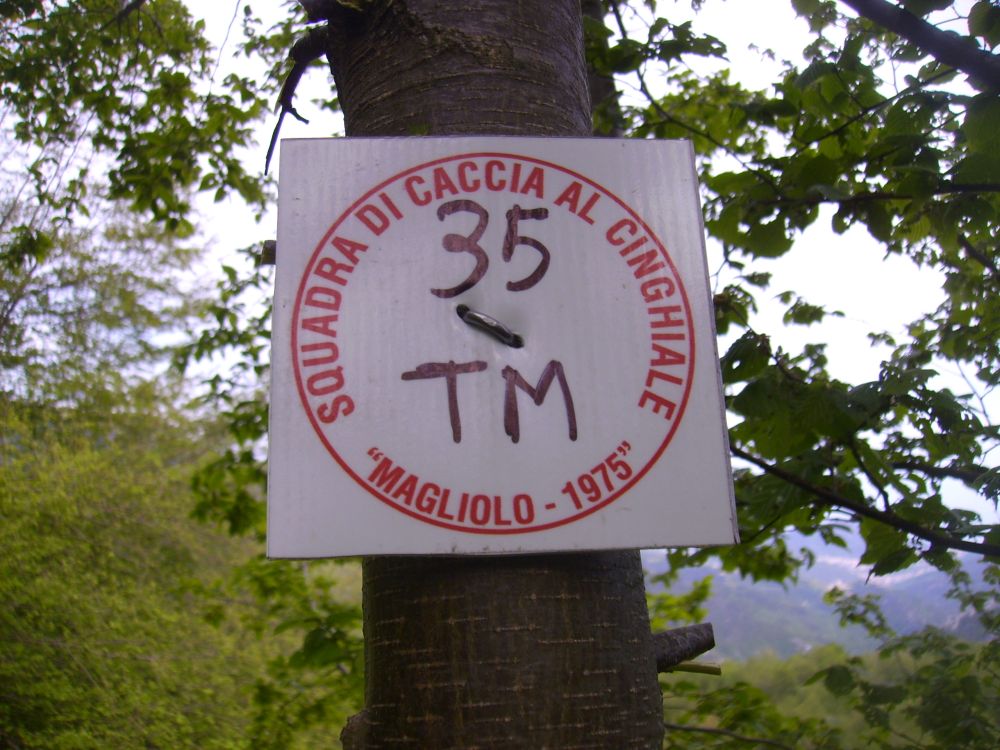 SQUADRA DI CACCIA AL CINGHIALE
35
TM
"MAGLIOLO - 1975"